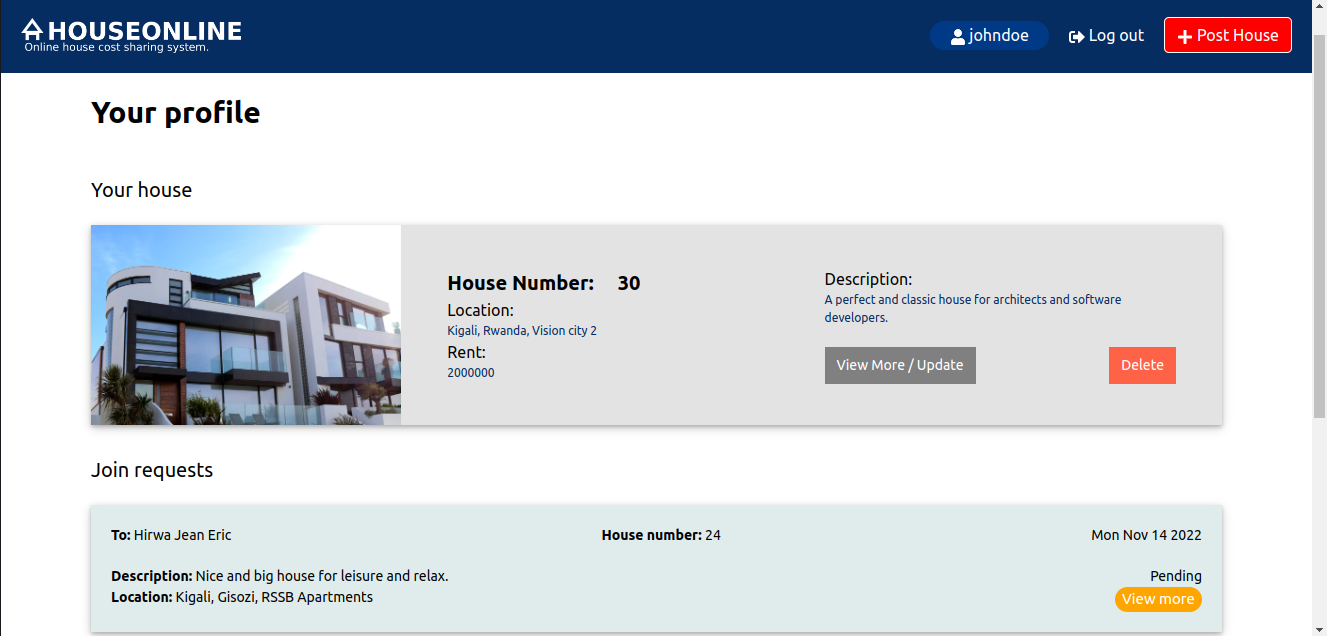 HOUSEONLINE
Online house cost sharing system.
johndoe
Log out
Post House
Your profile
Your house
House Number: 30
Location:
Kigali, Rwanda, Vision city 2
Rent:
2000000
Description:
A perfect and classic house for architects and software
developers.
View More / Update
Delete
Join requests
To: Hirwa Jean Eric
House number: 24
Mon Nov 14 2022
Description: Nice and big house for leisure and relax.
Pending
Location: Kigali, Gisozi, RSSB Apartments
View more